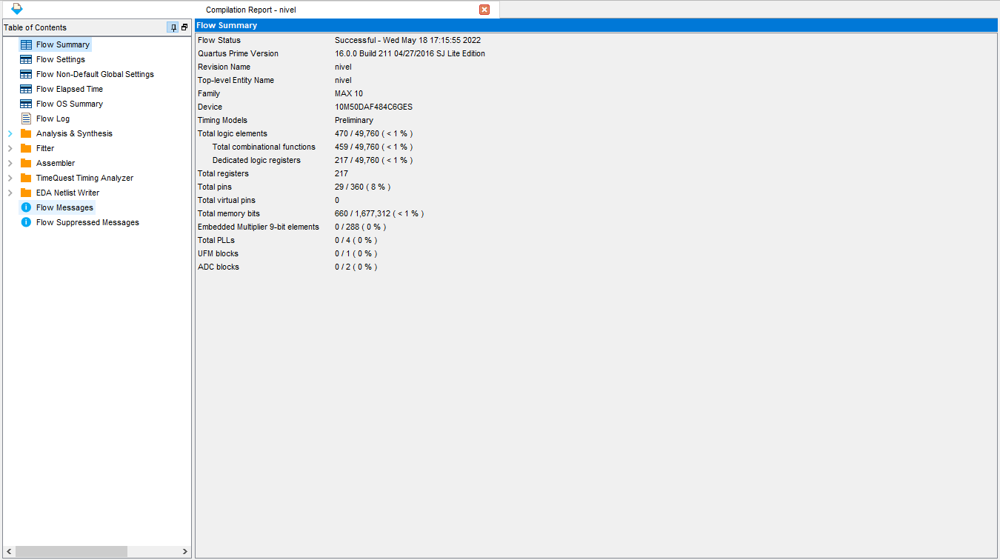 Compilation Report - nivel
Table of Contents
Flow Summary
Flow Settings
Flow Non-Default Global Settings
Flow Elapsed Time
Flow OS Summary
Flow Log
Analysis & Synthesis
Fitter
Assembler
TimeQuest Timing Analyzer
EDA Netlist Writer
Flow Messages
Flow Suppressed Messages
Flow Summary
Flow Status Successful - Wed May 18 17:15:55 2022
Quartus Prime Version 16.0.0 Build 211 04/27/2016 SJ Lite Edition
Revision Name nivel
Top-level Entity Name nivel
Family MAX 10
Device 10M50DAF484C6GES
Timing Models Preliminary
Total logic elements 470 / 49,760 ( < 1 % )
Total combinational functions 459 / 49,760 ( < 1 % )
Dedicated logic registers 217 / 49,760 ( < 1 % )
Total registers 217
Total pins 29 / 360 ( 8 % )
Total virtual pins 0
Total memory bits 660 / 1,677,312 ( < 1 % )
Embedded Multiplier 9-bit elements 0 / 288 ( 0 % )
Total PLLs 0 / 4 ( 0 % )
UFM blocks 0 / 1 ( 0 % )
ADC blocks 0 / 2 ( 0 % )